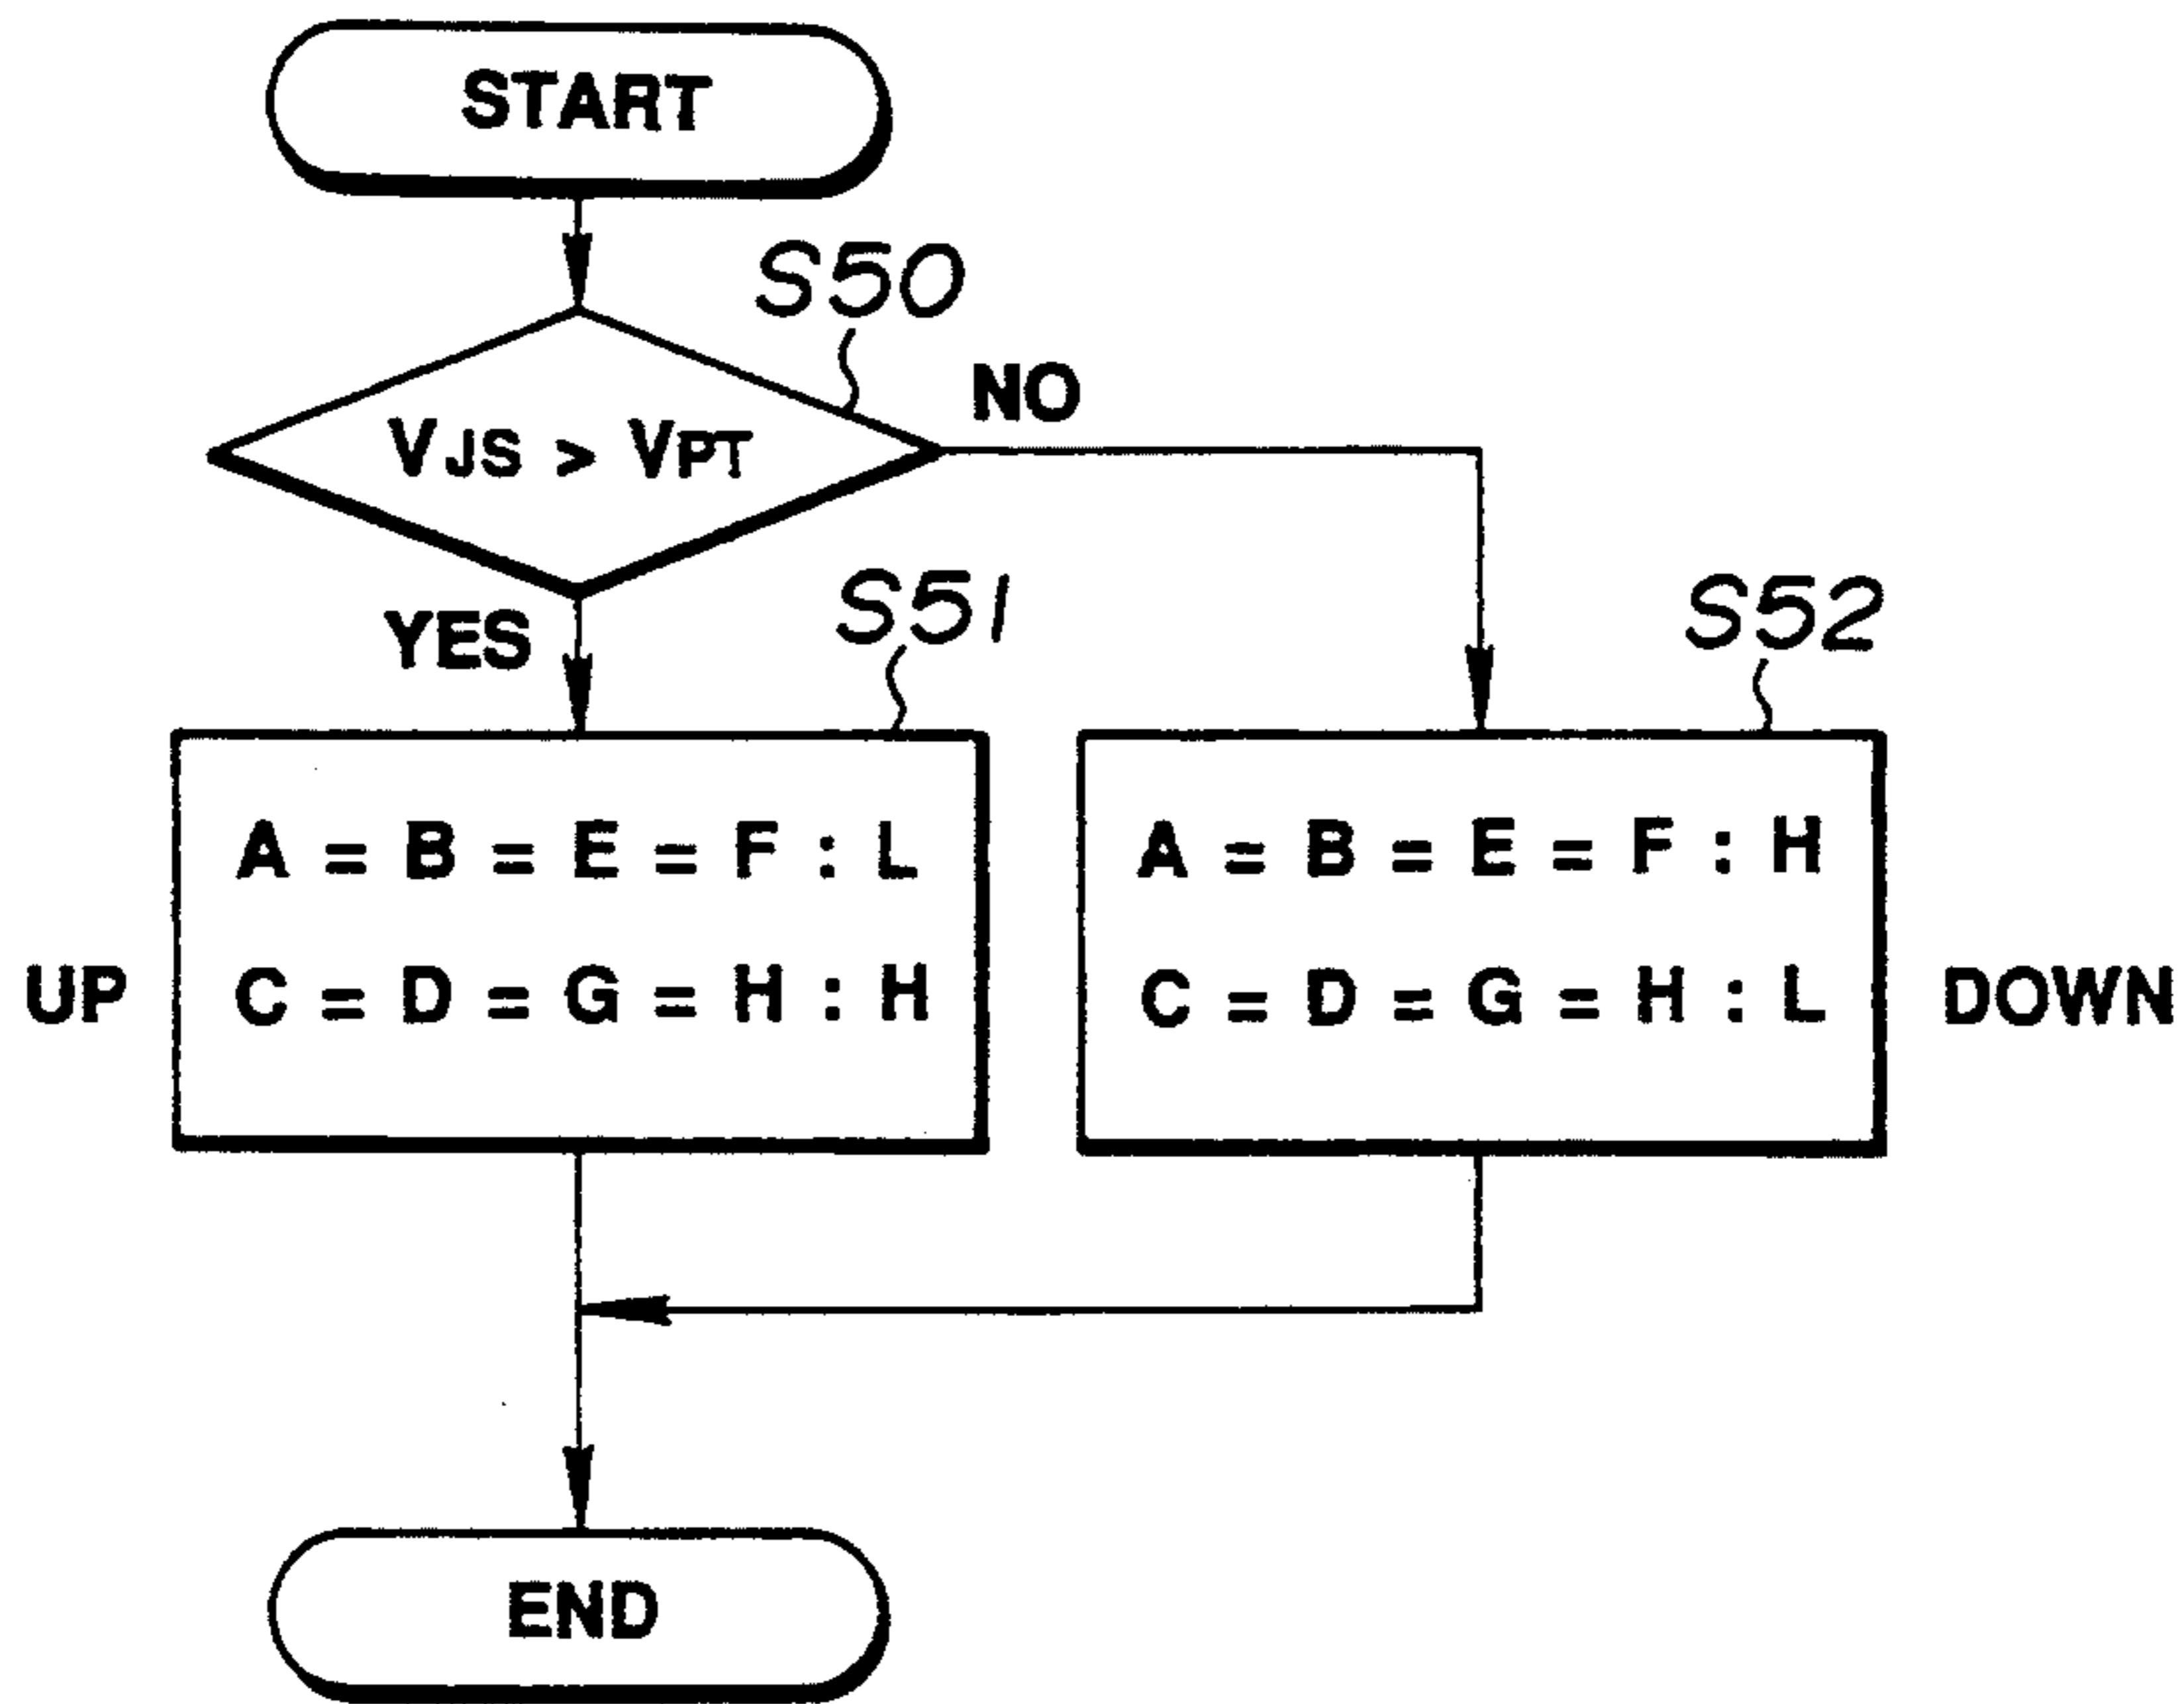 START
S50
NO
VJS > VPT
YES
S51
S52
A = B = E = F : L
A = B = E = F : H
UP
C = D = G = H : H
C = D = G = H : L
DOWN
END